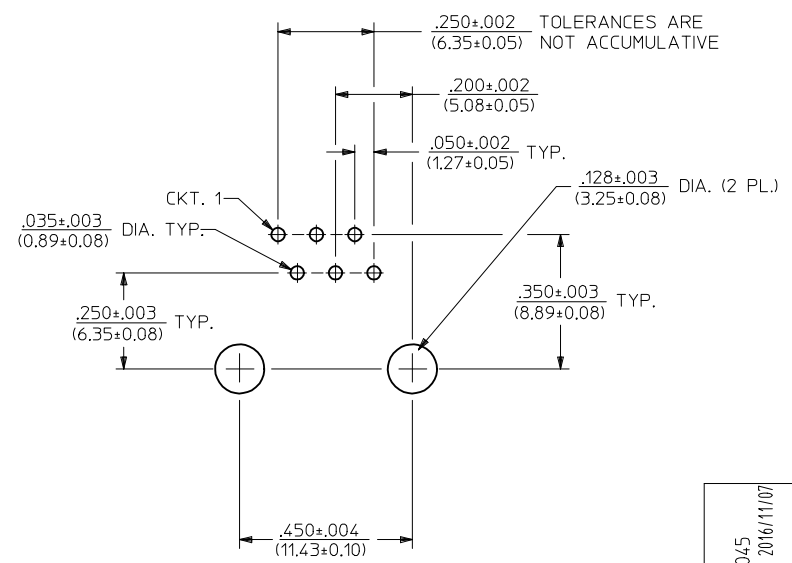 .250±.002 TOLERANCES ARE
(6.35±0.05) NOT ACCUMULATIVE
.200±.002
(5.08±0.05)
.050±.002 TYP.
(1.27±0.05)
.128±.003 DIA. (2 PL.)
(3.25±0.08)
CKT. 1
.035±.003 DIA. TYP.
(0.89±0.08)
.250±.003 TYP.
(6.35±0.08)
.350±.003 TYP.
(8.89±0.08)
.450±.004
(11.43±0.10)
045
2016/11/07